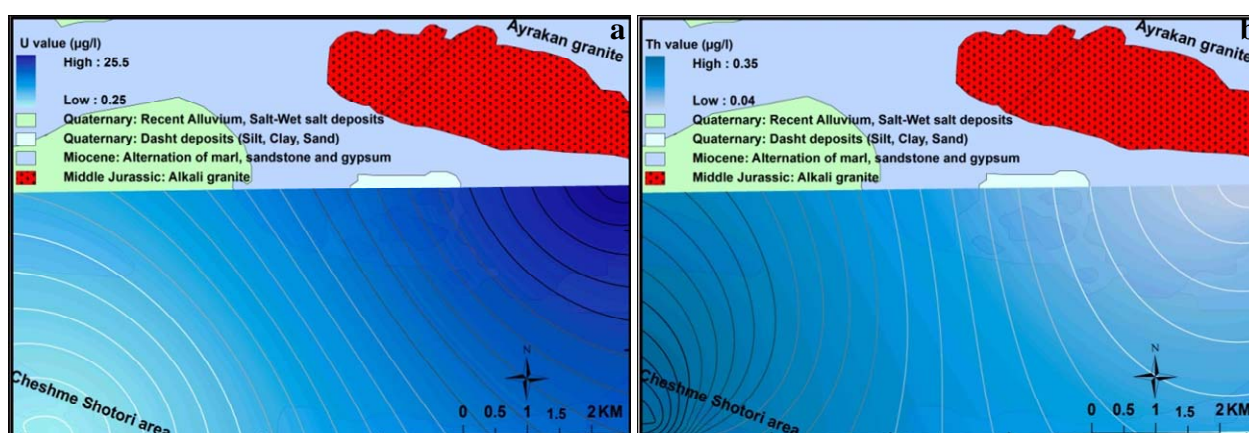 a
U value (µg/l)
High : 25.5
Low : 0.25
Quaternary: Recent Alluvium, Salt-Wet salt deposits
Quaternary: Dasht deposits (Silt, Clay, Sand)
Miocene: Alternation of marl, sandstone and gypsum
Middle Jurassic: Alkali granite
Ayrakan granite
Cheshme Shotori area
N
0 0.5 1 1.5 2 KM
b
Th value (µg/l)
High : 0.35
Low : 0.04
Quaternary: Recent Alluvium, Salt-Wet salt deposits
Quaternary: Dasht deposits (Silt, Clay, Sand)
Miocene: Alternation of marl, sandstone and gypsum
Middle Jurassic: Alkali granite
Ayrakan granite
Cheshme Shotori area
N
0 0.5 1 1.5 2 KM